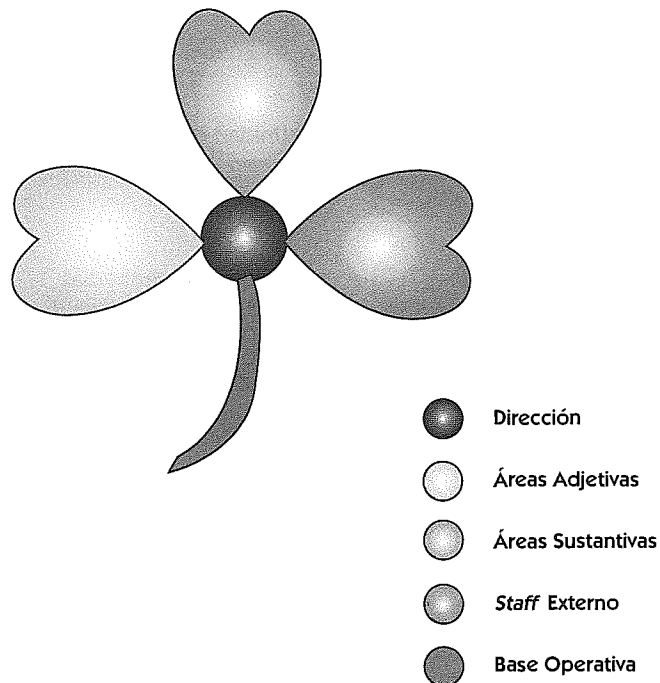 Dirección
Áreas Adjetivas
Áreas Sustantivas
Staff Externo
Base Operativa